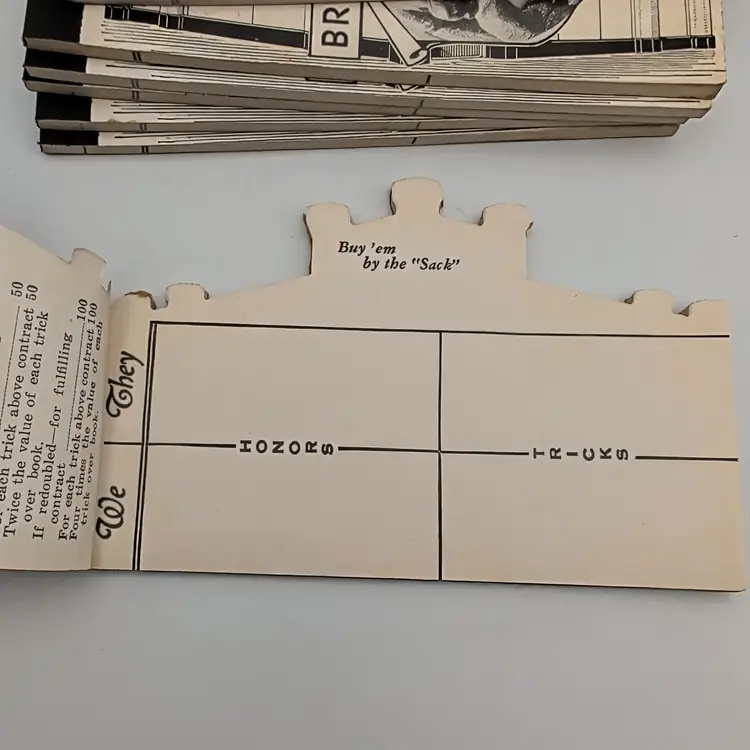 BR
Buy 'em
by the "Sack"
They
We
HONORS
TRICKS
each trick above contract 50
Twice the value of each trick
over book.
If redoubled—for fulfilling
contract 100
For each trick above contract 100
Four times the value of each
trick over book.
50